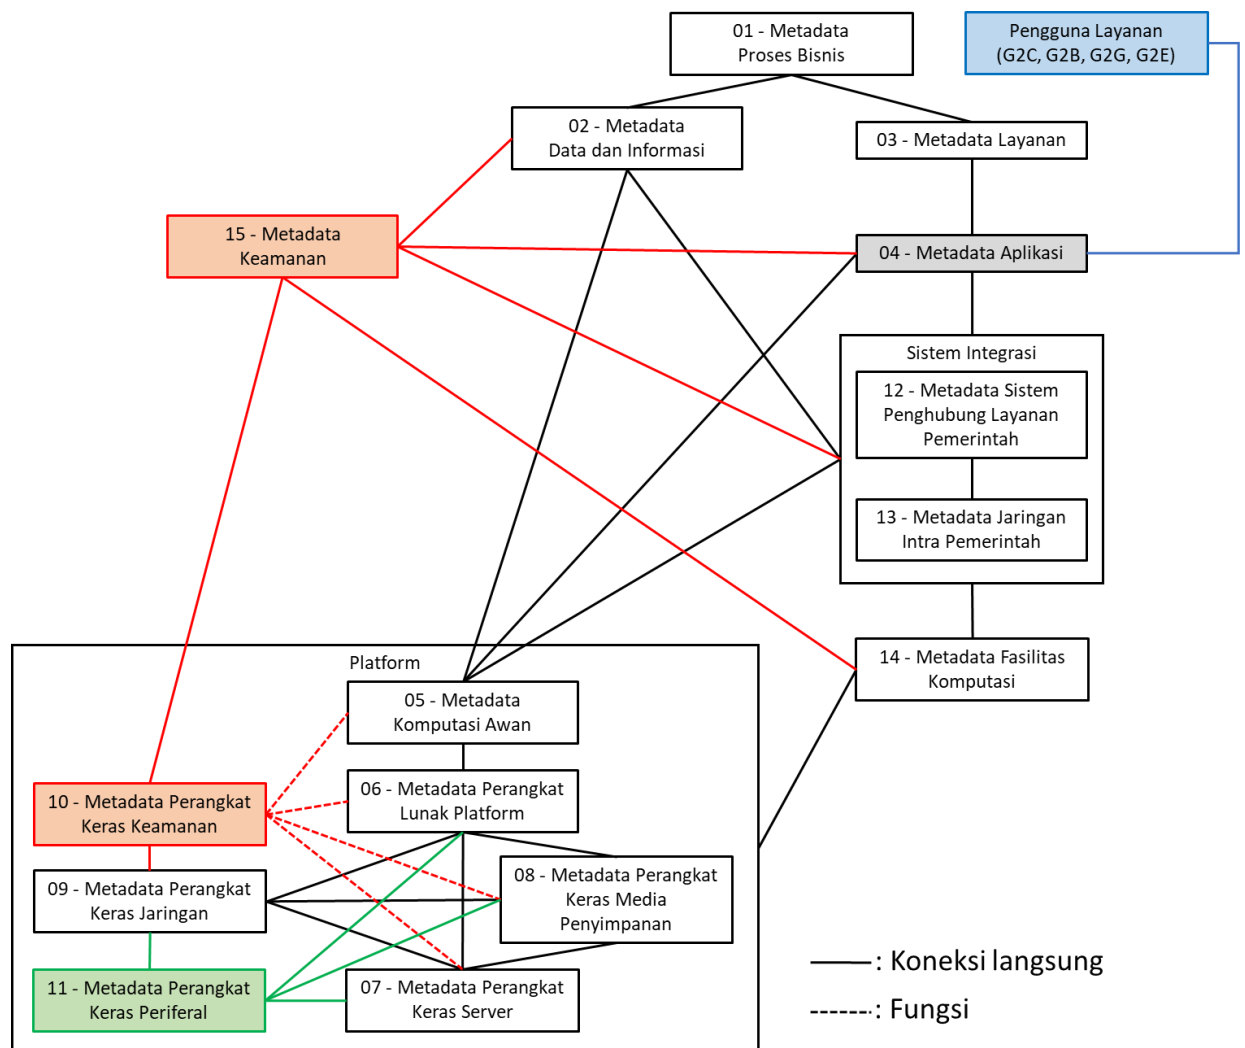 01 - Metadata
Proses Bisnis
Pengguna Layanan
(G2C, G2B, G2G, G2E)
02 - Metadata
Data dan Informasi
03 - Metadata Layanan
15 - Metadata
Keamanan
04 - Metadata Aplikasi
Sistem Integrasi
12 - Metadata Sistem
Penghubung Layanan
Pemerintah
13 - Metadata Jaringan
Intra Pemerintah
14 - Metadata Fasilitas
Komputasi
Platform
05 - Metadata
Komputasi Awan
06 - Metadata Perangkat
Lunak Platform
10 - Metadata Perangkat
Keras Keamanan
08 - Metadata Perangkat
Keras Media
Penyimpanan
09 - Metadata Perangkat
Keras Jaringan
11 - Metadata Perangkat
Keras Periferal
07 - Metadata Perangkat
Keras Server
: Koneksi langsung
: Fungsi